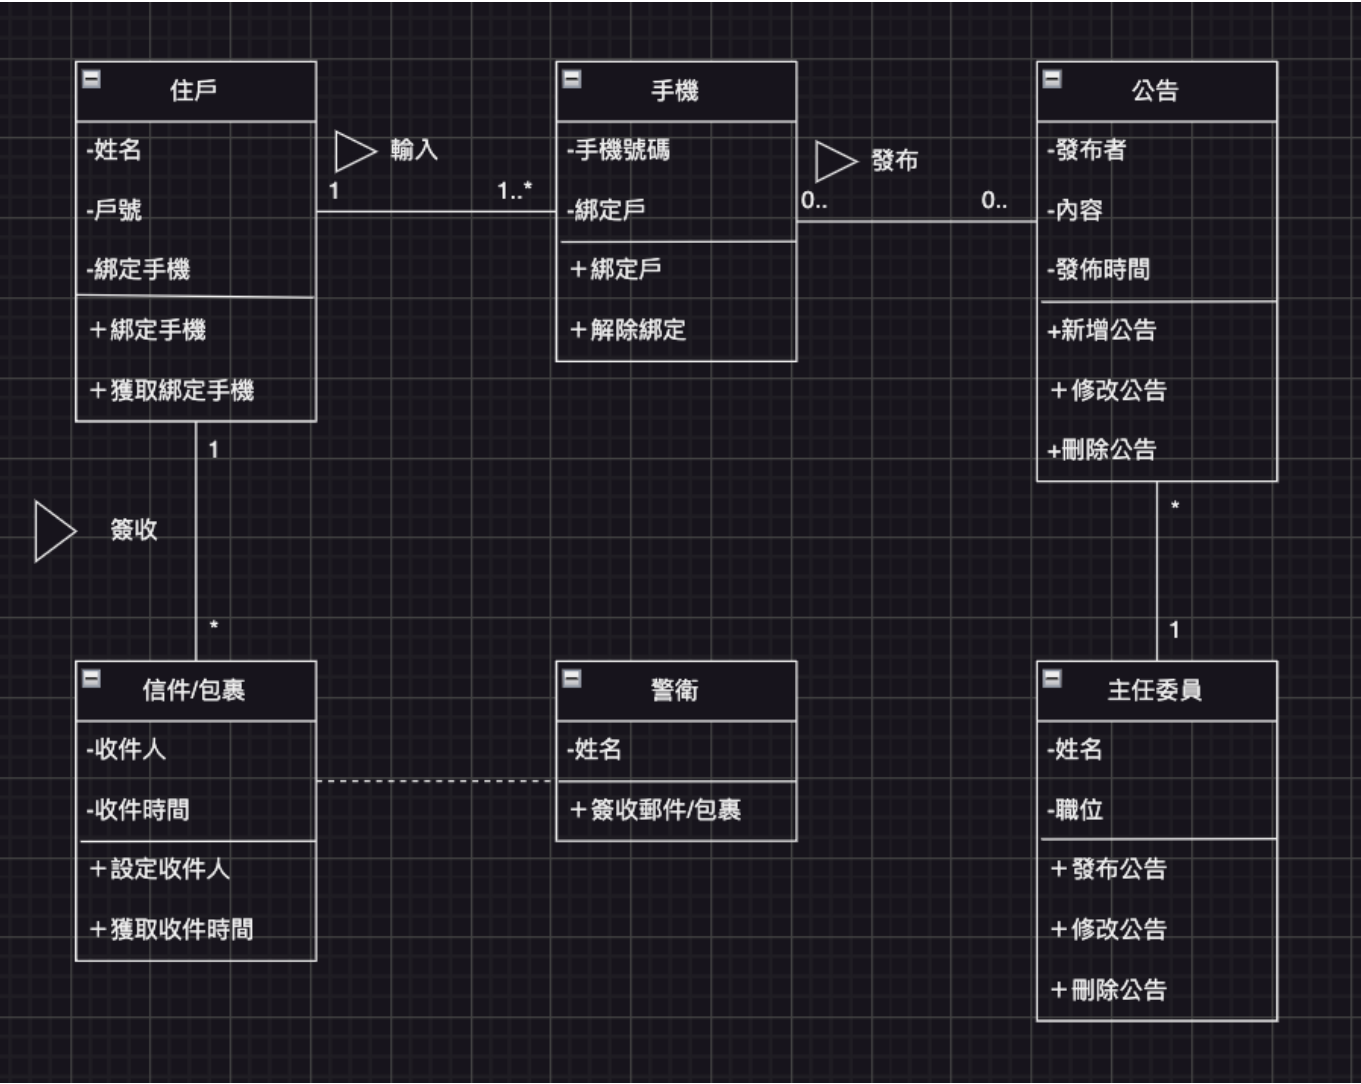 住戶
-姓名
-戶號
-綁定手機
+綁定手機
+獲取綁定手機
輸入
1
1..*
手機
-手機號碼
-綁定戶
+綁定戶
+解除綁定
發布
0..
0..
公告
-發布者
-內容
-發佈時間
+新增公告
+修改公告
+刪除公告
1
簽收
*
*
1
信件/包裹
-收件人
-收件時間
+設定收件人
+獲取收件時間
警衛
-姓名
+簽收郵件/包裹
主任委員
-姓名
-職位
+發布公告
+修改公告
+刪除公告